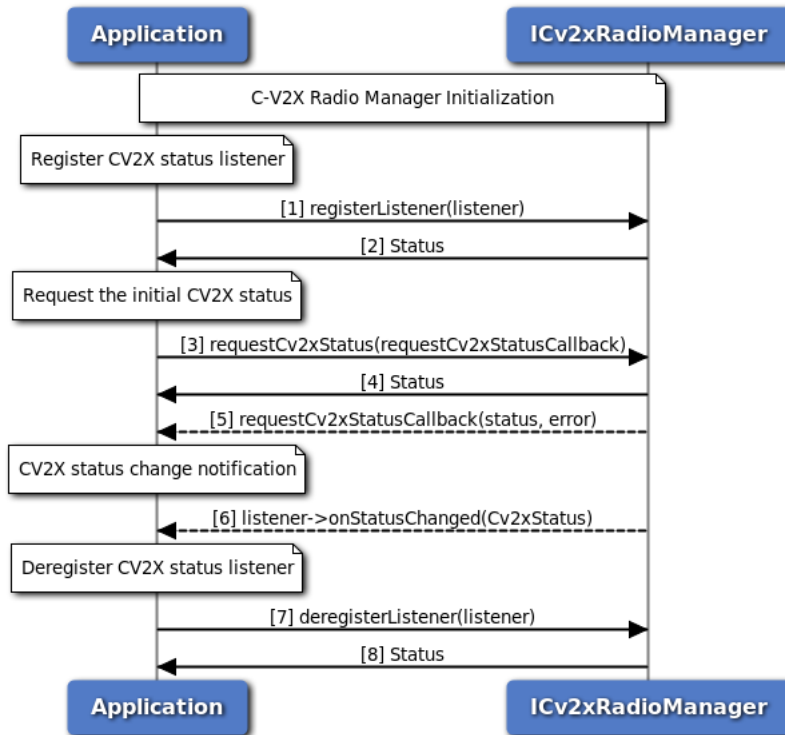 Application
ICv2xRadioManager
C-V2X Radio Manager Initialization
Register CV2X status listener
[1] registerListener(listener)
[2] Status
Request the initial CV2X status
[3] requestCv2xStatus(requestCv2xStatusCallback)
[4] Status
[5] requestCv2xStatusCallback(status, error)
CV2X status change notification
[6] listener->onStatusChanged(Cv2xStatus)
Deregister CV2X status listener
[7] deregisterListener(listener)
[8] Status
Application
ICv2xRadioManager